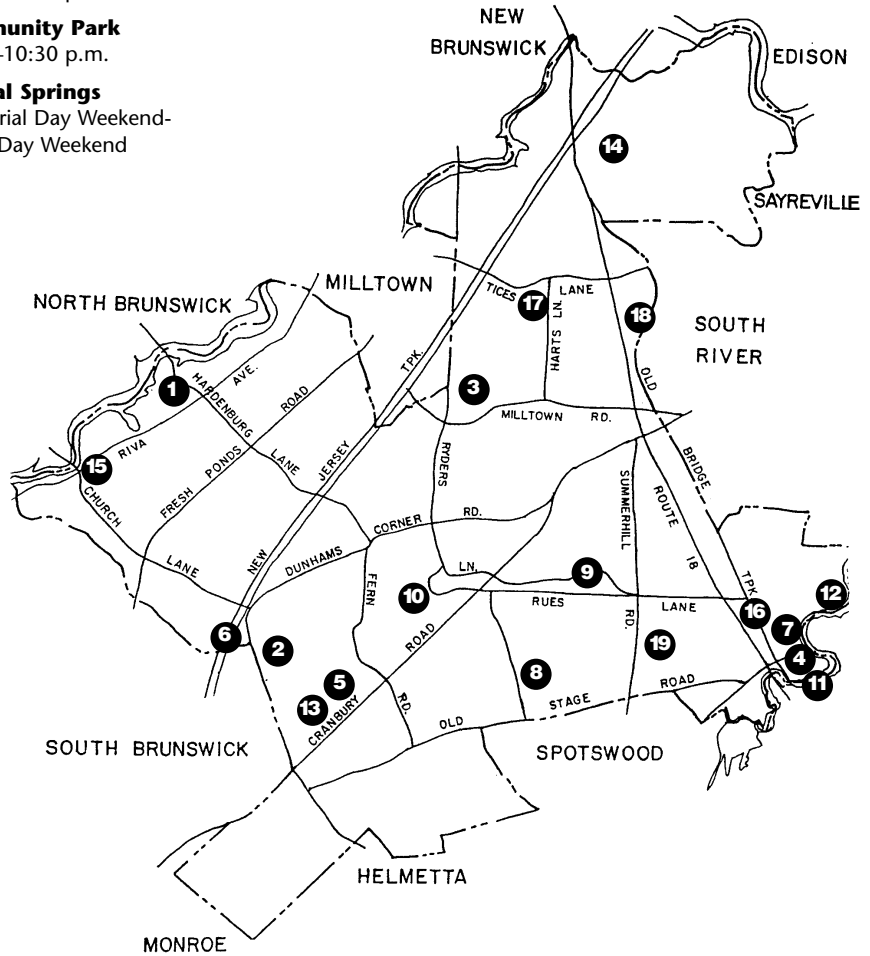 munity Park
–10:30 p.m.
al Springs
rial Day Weekend-
Day Weekend
NEW
BRUNSWICK
EDISON
14
SAYREVILLE
MILLTOWN
NORTH BRUNSWICK
TICES
LANE
17
HARTS LN.
18
SOUTH
RIVER
TPK.
OLD
1
HARDENBURG
AVE.
3
ROAD
MILLTOWN
RD.
RIVA
15
PONDS
LANE
JERSEY
RYDERS
BRIDGE
CHURCH
FRESH
SUMMERHILL
ROUTE
18
CORNER
RD.
LANE
NEW
DUNHAMS
FERN
LN.
9
10
RUES
LANE
TPK
12
16
6
2
ROAD
RD.
19
7
4
5
8
11
13
CRANBURY
RD.
OLD
STAGE
ROAD
SOUTH BRUNSWICK
SPOTSWOOD
HELMETTA
MONROE